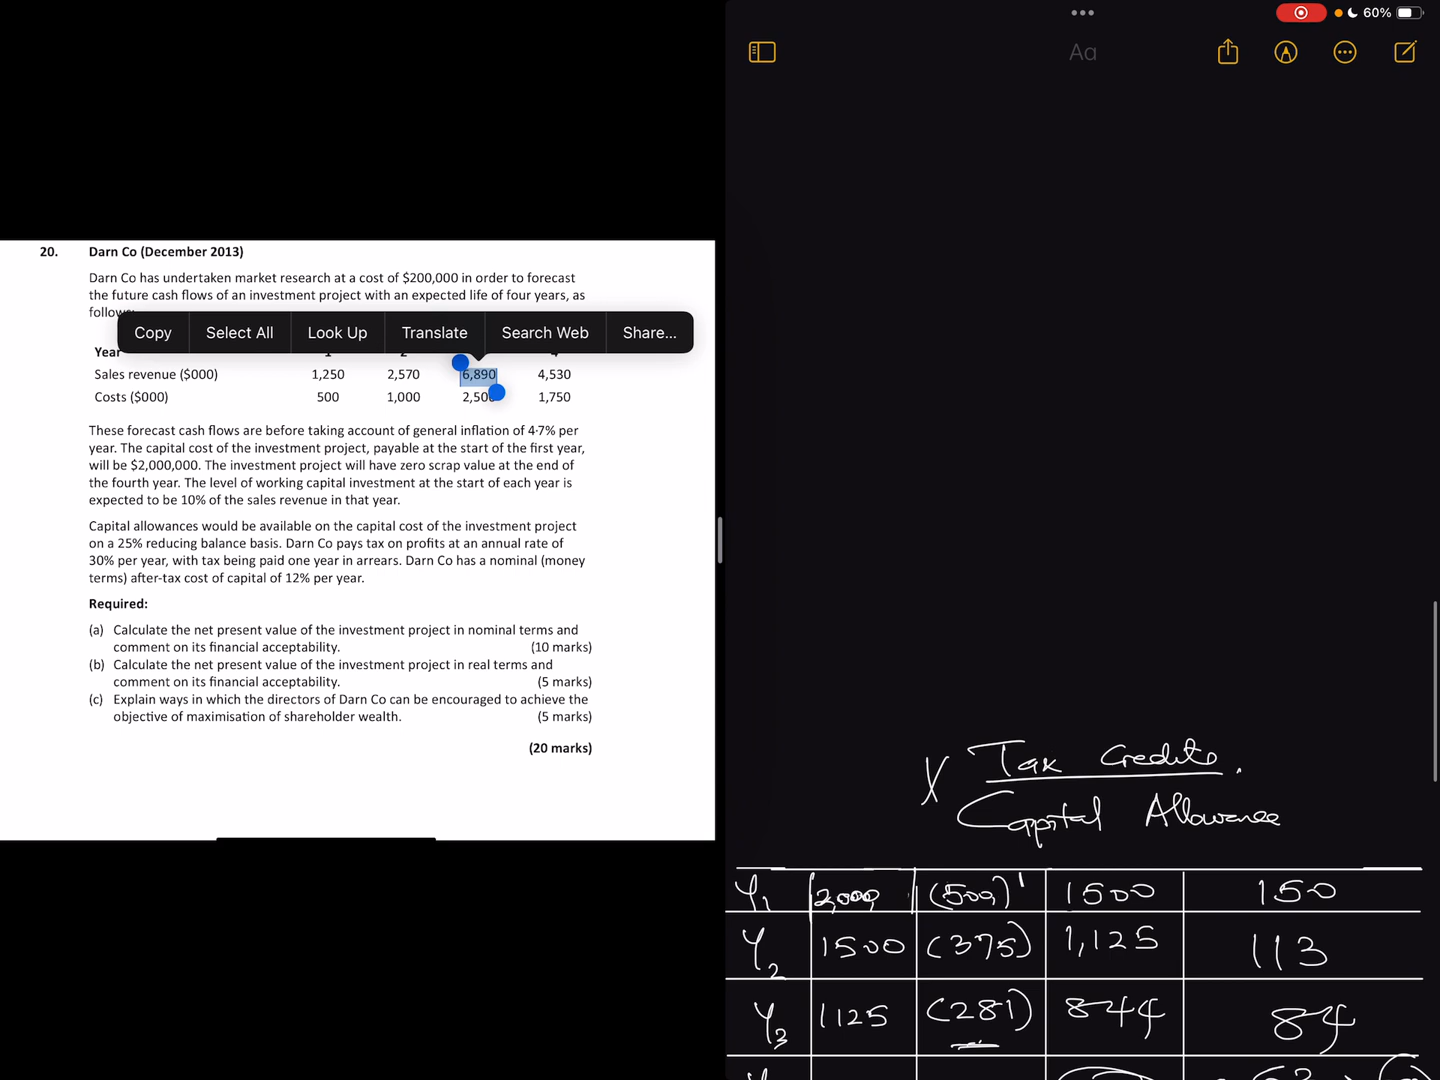 60%
Aa
20. Darn Co (December 2013)
Darn Co has undertaken market research at a cost of $200,000 in order to forecast
the future cash flows of an investment project with an expected life of four years, as
Copy Select All Look Up Translate Search Web Share...
Year
Sales revenue ($000) 1,250 2,570 6,890 4,530
Costs ($000) 500 1,000 2,500 1,750
These forecast cash flows are before taking account of general inflation of 4·7% per
year. The capital cost of the investment project, payable at the start of the first year,
will be $2,000,000. The investment project will have zero scrap value at the end of
the fourth year. The level of working capital investment at the start of each year is
expected to be 10% of the sales revenue in that year.
Capital allowances would be available on the capital cost of the investment project
on a 25% reducing balance basis. Darn Co pays tax on profits at an annual rate of
30% per year, with tax being paid one year in arrears. Darn Co has a nominal (money
terms) after-tax cost of capital of 12% per year.
Required:
(a) Calculate the net present value of the investment project in nominal terms and
comment on its financial acceptability. (10 marks)
(b) Calculate the net present value of the investment project in real terms and
comment on its financial acceptability. (5 marks)
(c) Explain ways in which the directors of Darn Co can be encouraged to achieve the
objective of maximisation of shareholder wealth. (5 marks)
(20 marks)
X Tax Credits.
Capital Allowance
Y1 2,000 (500) 1500 150
Y2 1500 (375) 1,125 113
Y3 1125 (281) 844 84